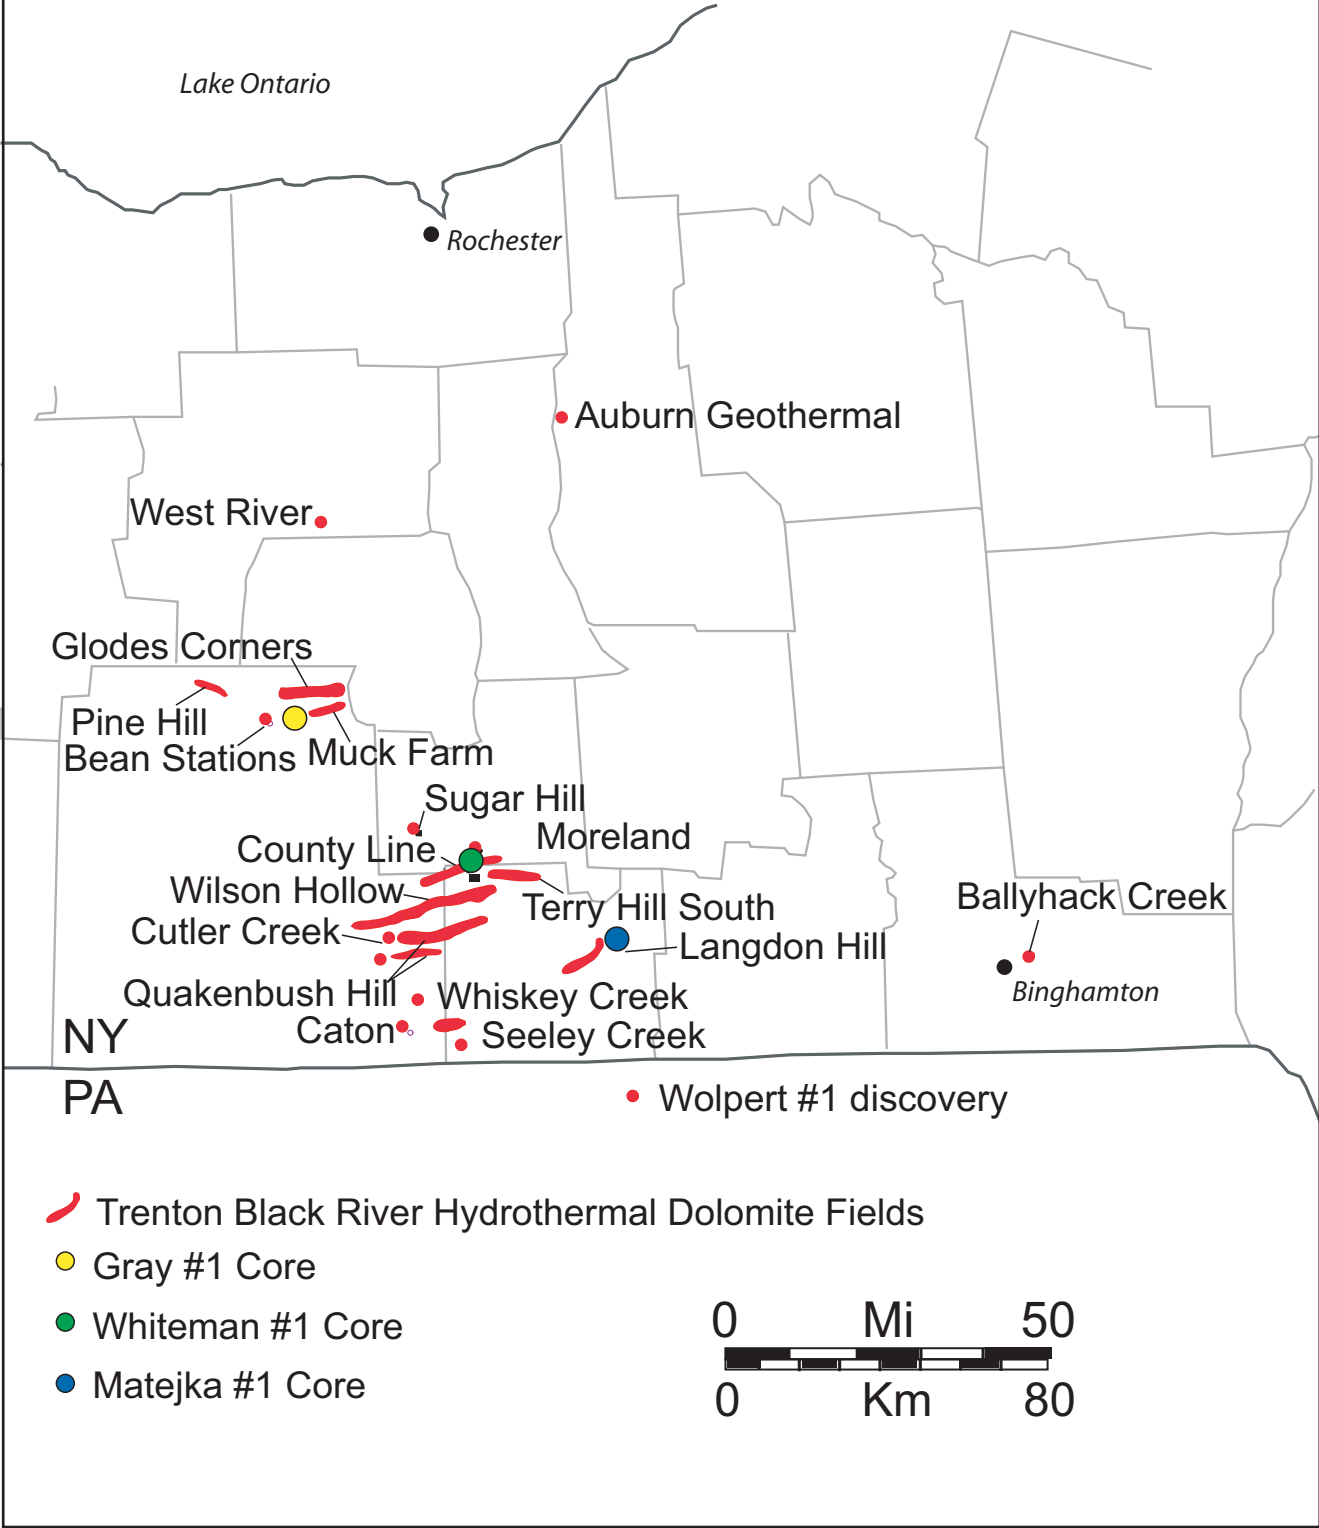 Lake Ontario
Rochester
Auburn Geothermal
West River
Glodes Corners
Pine Hill
Bean Stations
Muck Farm
Sugar Hill
Moreland
County Line
Wilson Hollow
Terry Hill South
Ballyhack Creek
Cutler Creek
Langdon Hill
Binghamton
Quakenbush Hill
Whiskey Creek
Caton
Seeley Creek
NY
PA
Wolpert #1 discovery
Trenton Black River Hydrothermal Dolomite Fields
Gray #1 Core
Whiteman #1 Core
Matejka #1 Core
0 Mi 50
0 Km 80